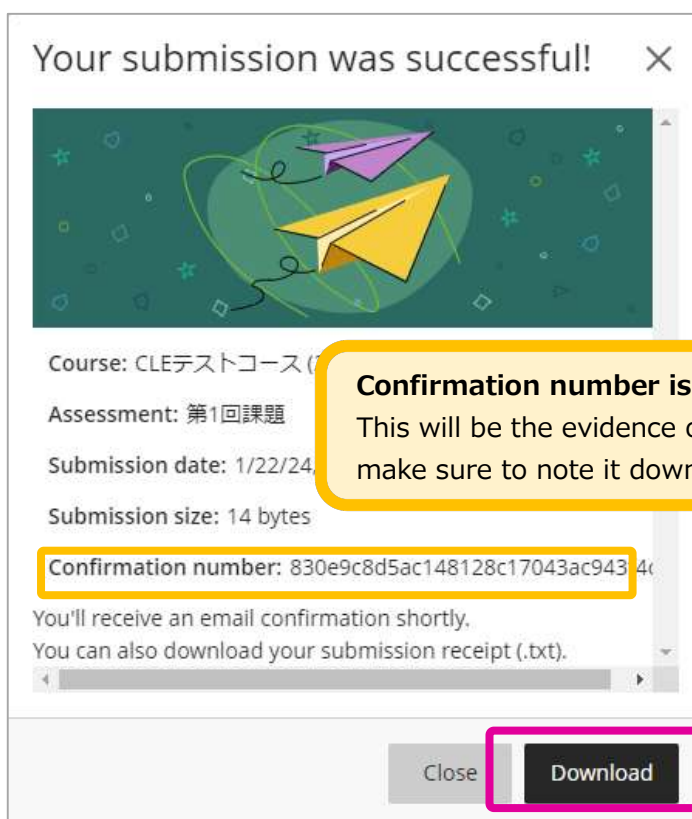 Your submission was successful!
Course: CLEテストコース (
Assessment: 第1回課題
Submission date: 1/22/24,
Confirmation number is
This will be the evidence
make sure to note it down
Submission size: 14 bytes
Confirmation number: 830e9c8d5ac148128c17043ac943
You'll receive an email confirmation shortly.
You can also download your submission receipt (.txt).
Close
Download